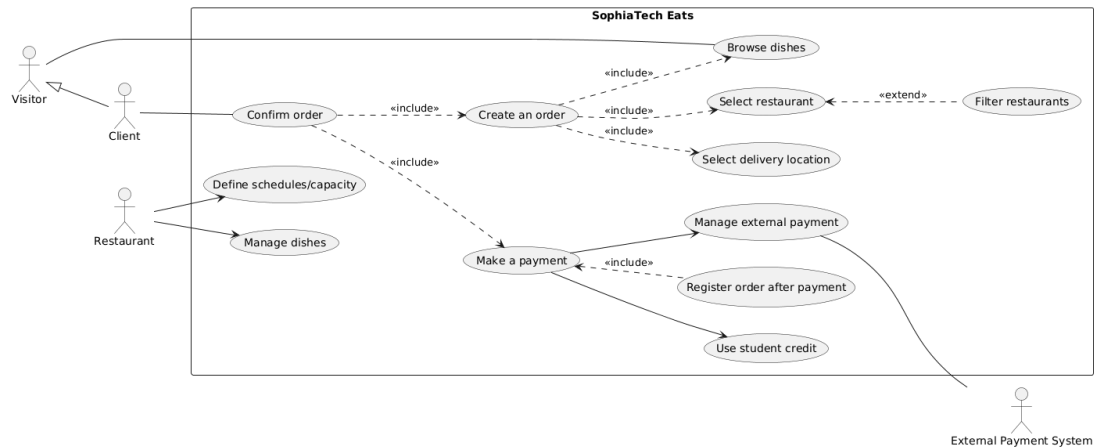 SophiaTech Eats
Visitor
Client
Restaurant
Browse dishes
«include»
Select restaurant
«extend»
Filter restaurants
Confirm order
«include»
Create an order
«include»
«include»
Select delivery location
«include»
Define schedules/capacity
Manage dishes
Manage external payment
Make a payment
«include»
Register order after payment
Use student credit
External Payment System